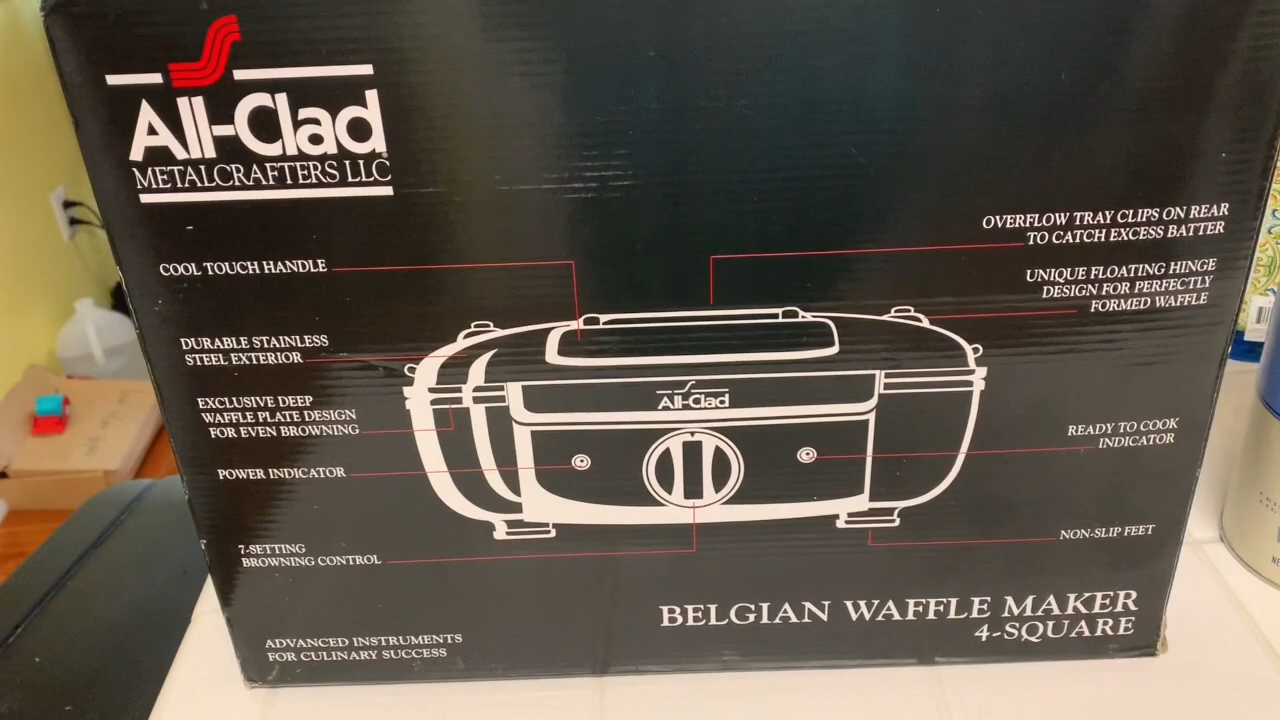 All-Clad
METALCRAFTERS LLC
OVERFLOW TRAY CLIPS ON REAR
TO CATCH EXCESS BATTER
COOL TOUCH HANDLE
UNIQUE FLOATING HINGE
DESIGN FOR PERFECTLY
FORMED WAFFLE
DURABLE STAINLESS
STEEL EXTERIOR
EXCLUSIVE DEEP
WAFFLE PLATE DESIGN
FOR EVEN BROWNING
All-Clad
READY TO COOK
INDICATOR
POWER INDICATOR
NON-SLIP FEET
7-SETTING
BROWNING CONTROL
BELGIAN WAFFLE MAKER
4-SQUARE
ADVANCED INSTRUMENTS
FOR CULINARY SUCCESS